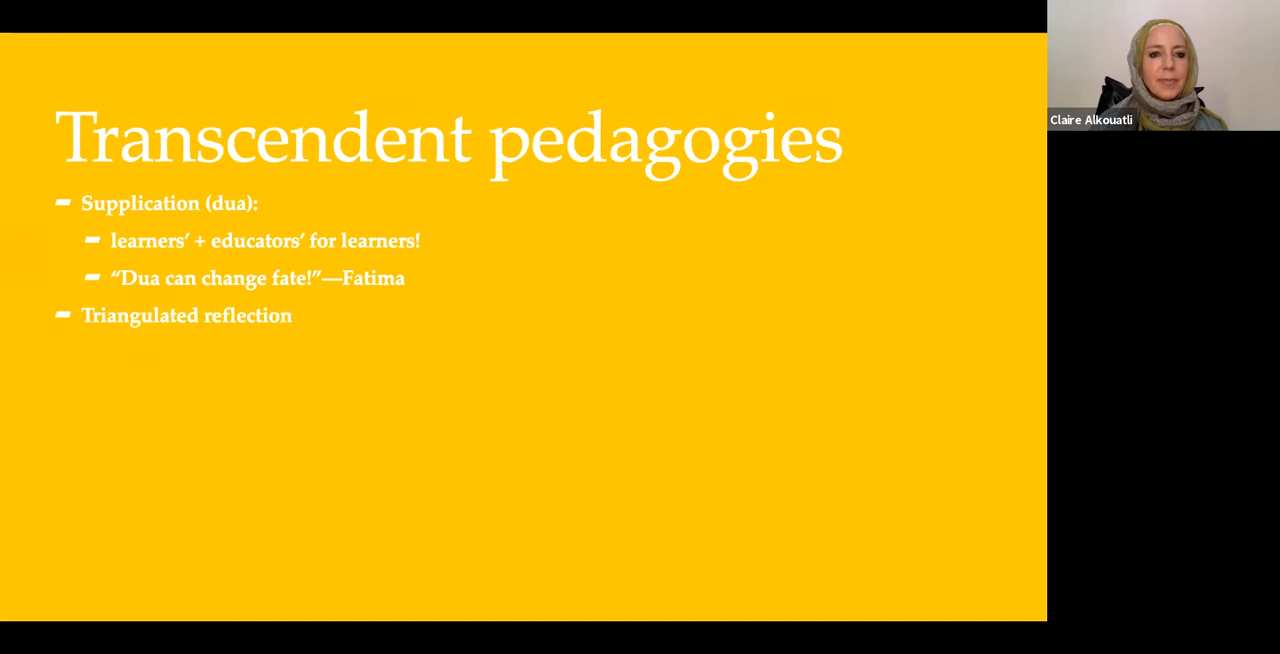 Transcendent pedagogies
Supplication (dua):
learners’ + educators’ for learners!
“Dua can change fate!”—Fatima
Triangulated reflection
Claire Alkouatli